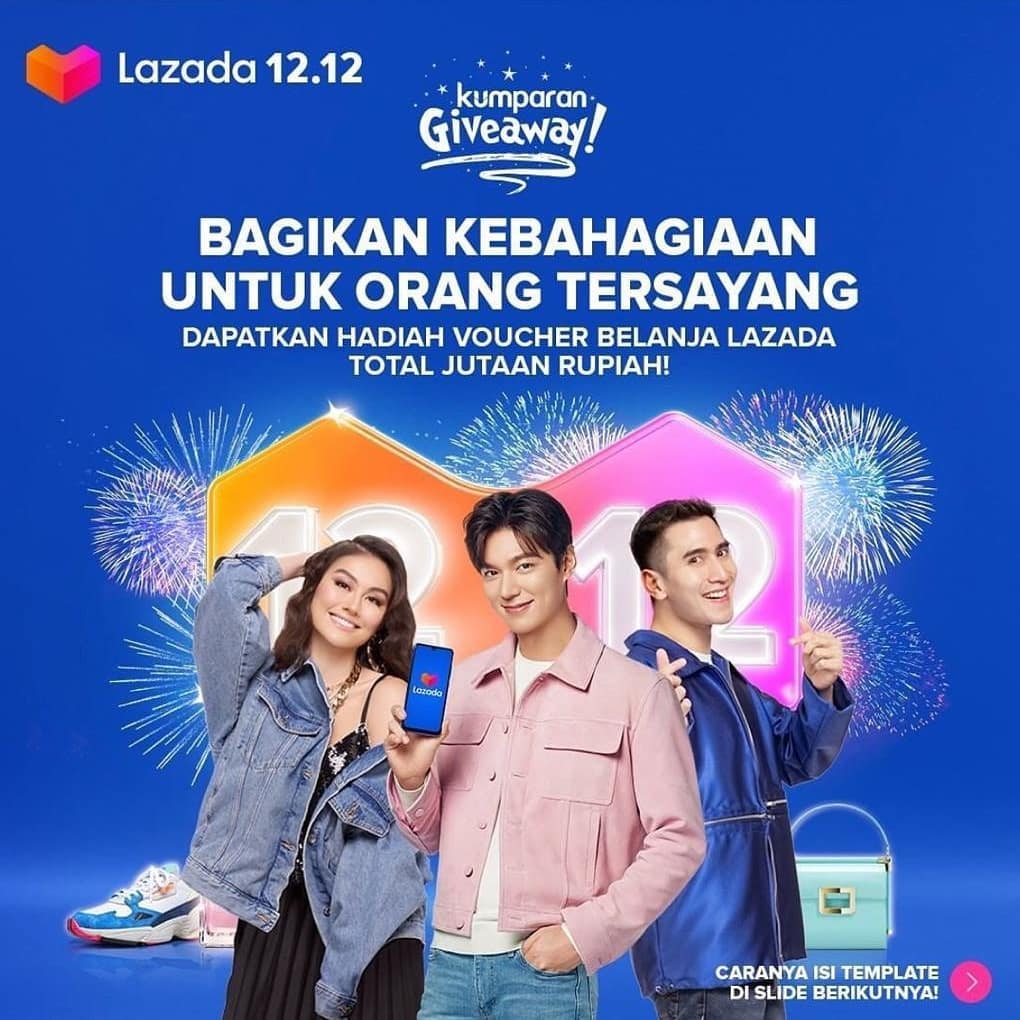 Lazada 12.12
kumparan
Giveaway!
BAGIKAN KEBAHAGIAAN
UNTUK ORANG TERSAYANG
DAPATKAN HADIAH VOUCHER BELANJA LAZADA
TOTAL JUTAAN RUPIAH!
12 12
Lazada
CARANYA ISI TEMPLATE
DI SLIDE BERIKUTNYA!